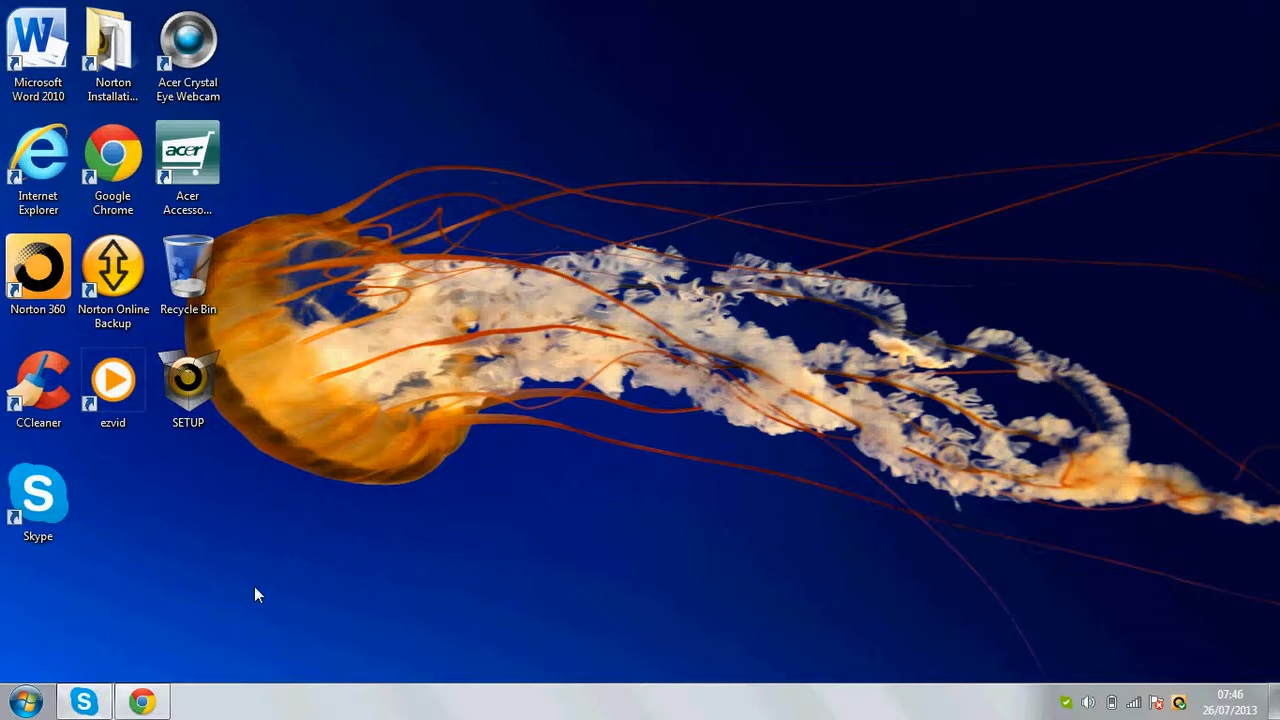 Microsoft
Word 2010
Norton
Installati...
Acer Crystal
Eye Webcam
Internet
Explorer
Google
Chrome
acer
Acer
Accesso...
Norton 360
Norton Online
Backup
Recycle Bin
CCleaner
ezvid
SETUP
Skype
07:46
26/07/2013